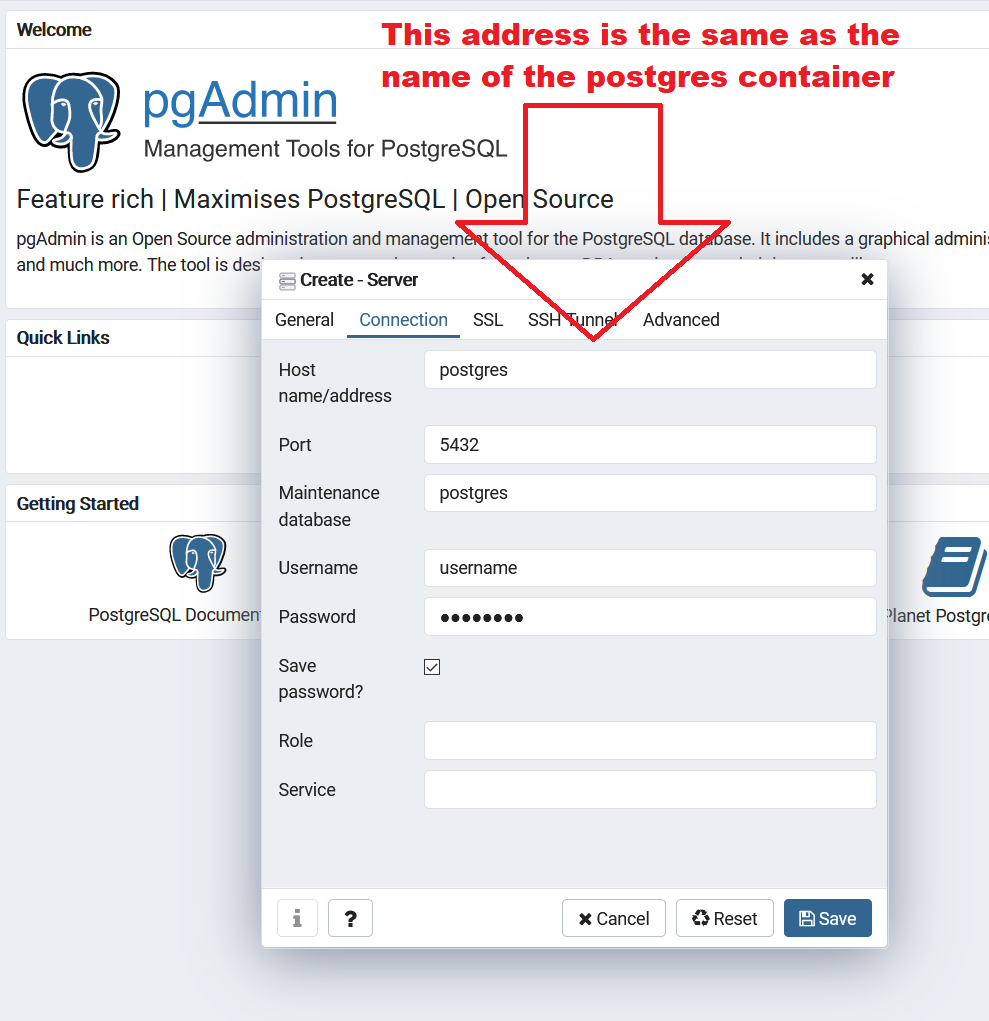 Welcome
This address is the same as the
name of the postgres container
pgAdmin
Management Tools for PostgreSQL
Feature rich | Maximises PostgreSQL | Open Source
pgAdmin is an Open Source administration and management tool for the PostgreSQL database. It includes a graphical adminis
and much more. The tool is desi
Create - Server
General Connection SSL SSH Tunnel Advanced
Quick Links
Host
name/address
postgres
Port
5432
Maintenance
database
postgres
Getting Started
Username
username
PostgreSQL Document
Planet Postgre
Password
●●●●●●●●
Save
password?
Role
Service
i
?
Cancel
Reset
Save